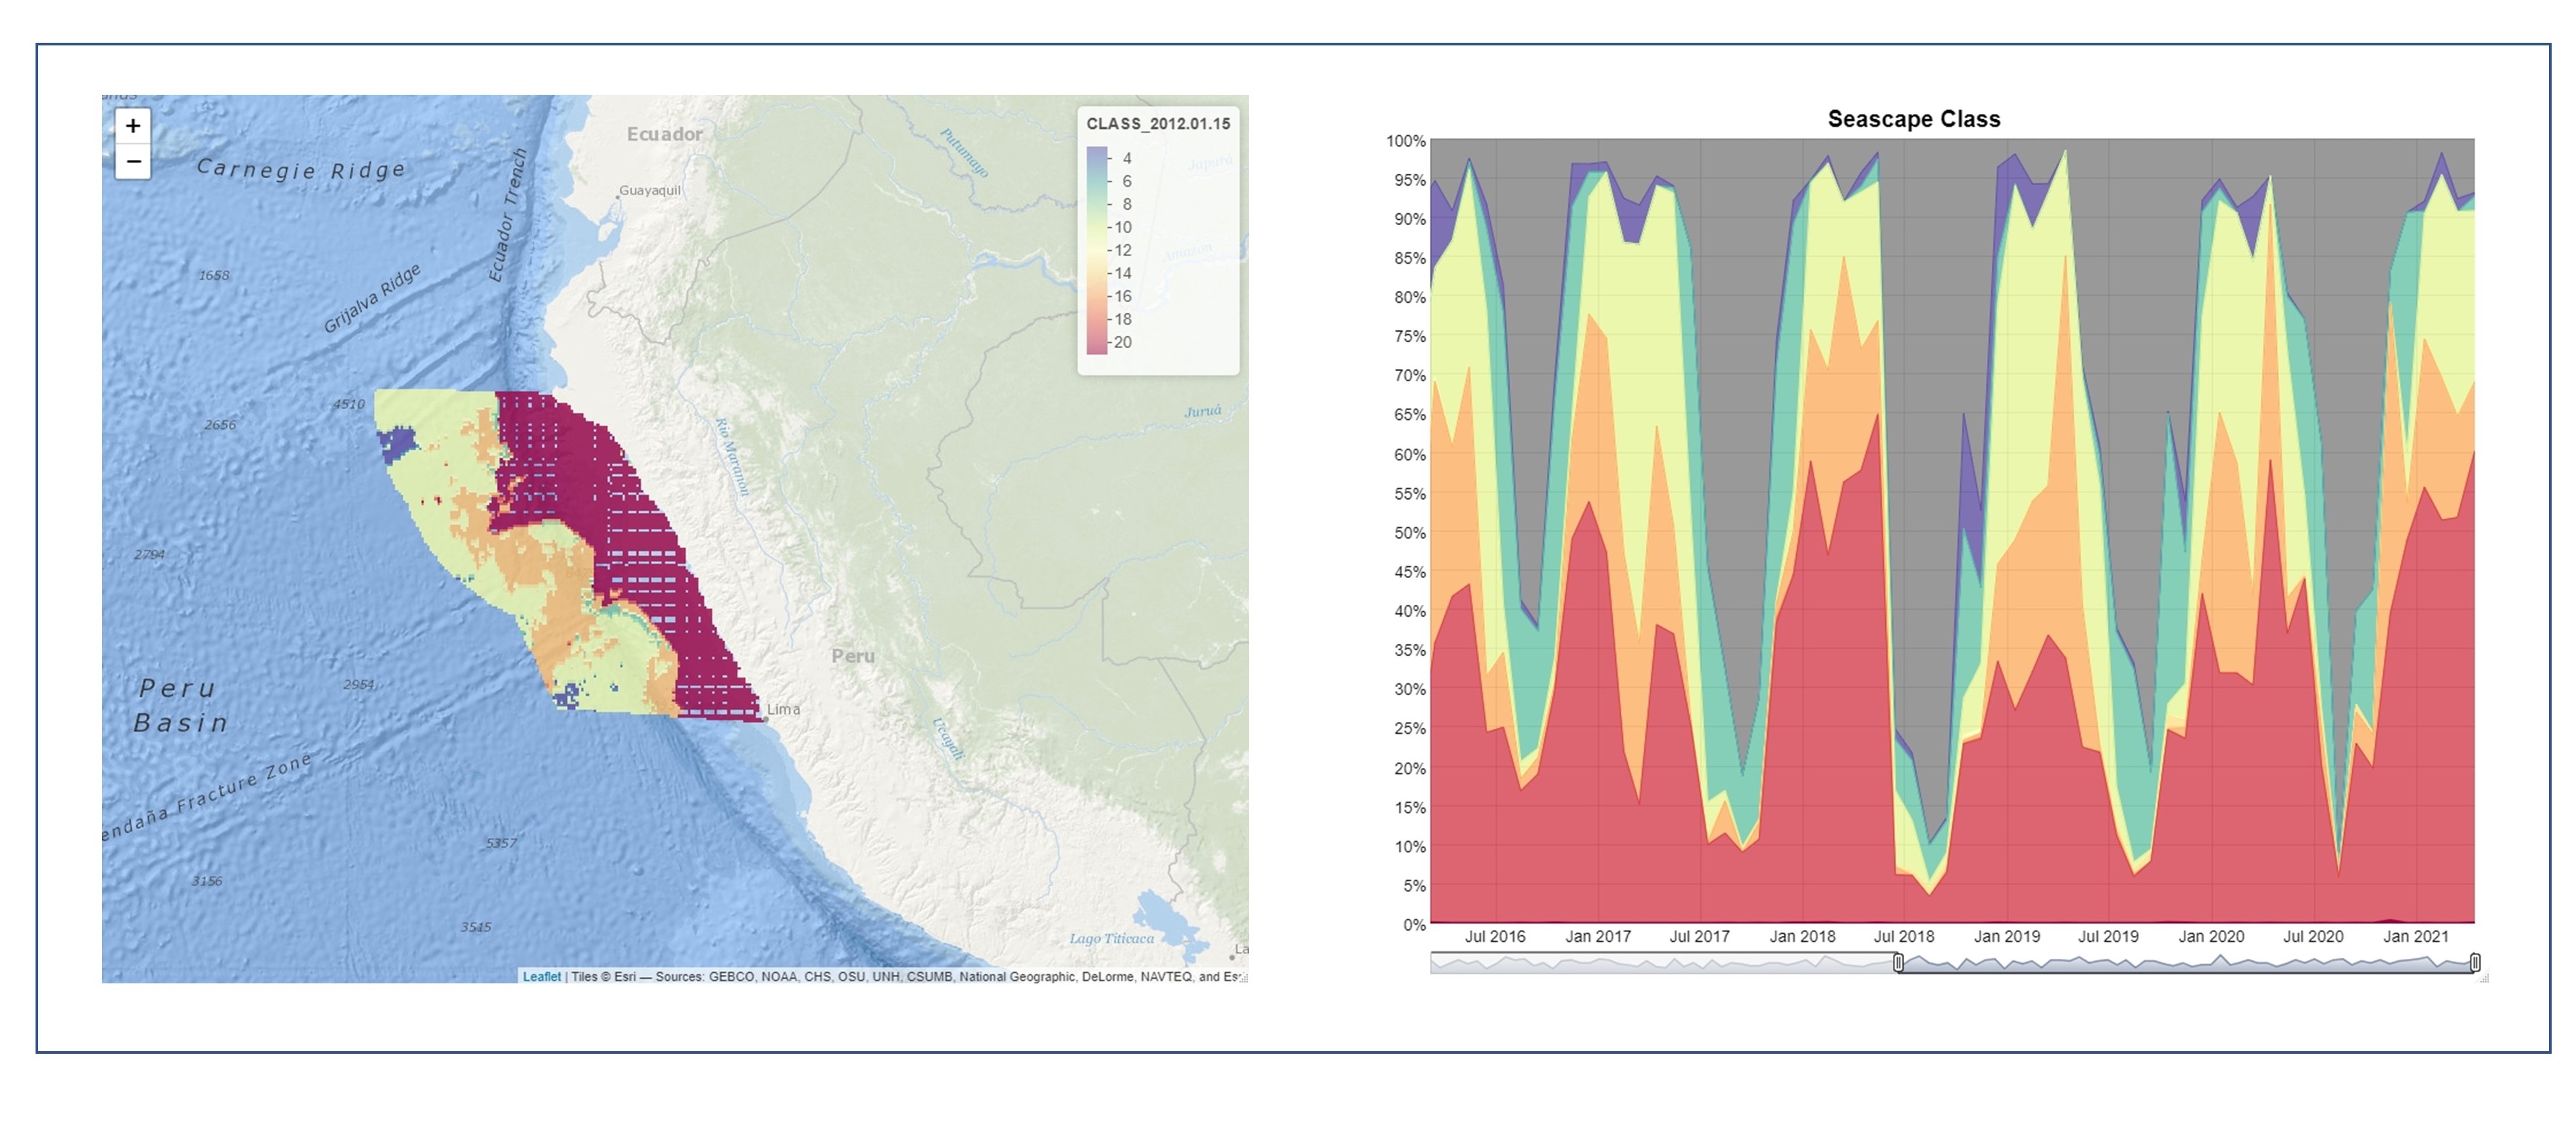 +
−
Carnegie Ridge
Ecuador Trench
Ecuador
Guayaquil
Putumayo
Japurá
Amazon
CLASS_2012.01.15
4
6
8
10
12
14
16
18
20
1658
Grijalva Ridge
4510
2656
Juruá
Rio Marañón
2794
Peru
2954
Peru
Basin
Lima
Ucayali
endaña Fracture Zone
5357
3156
3515
Lago Titicaca
La
Leaflet | Tiles © Esri — Sources: GEBCO, NOAA, CHS, OSU, UNH, CSUMB, National Geographic, DeLorme, NAVTEQ, and Es
Seascape Class
100%
95%
90%
85%
80%
75%
70%
65%
60%
55%
50%
45%
40%
35%
30%
25%
20%
15%
10%
5%
0%
Jul 2016 Jan 2017 Jul 2017 Jan 2018 Jul 2018 Jan 2019 Jul 2019 Jan 2020 Jul 2020 Jan 2021